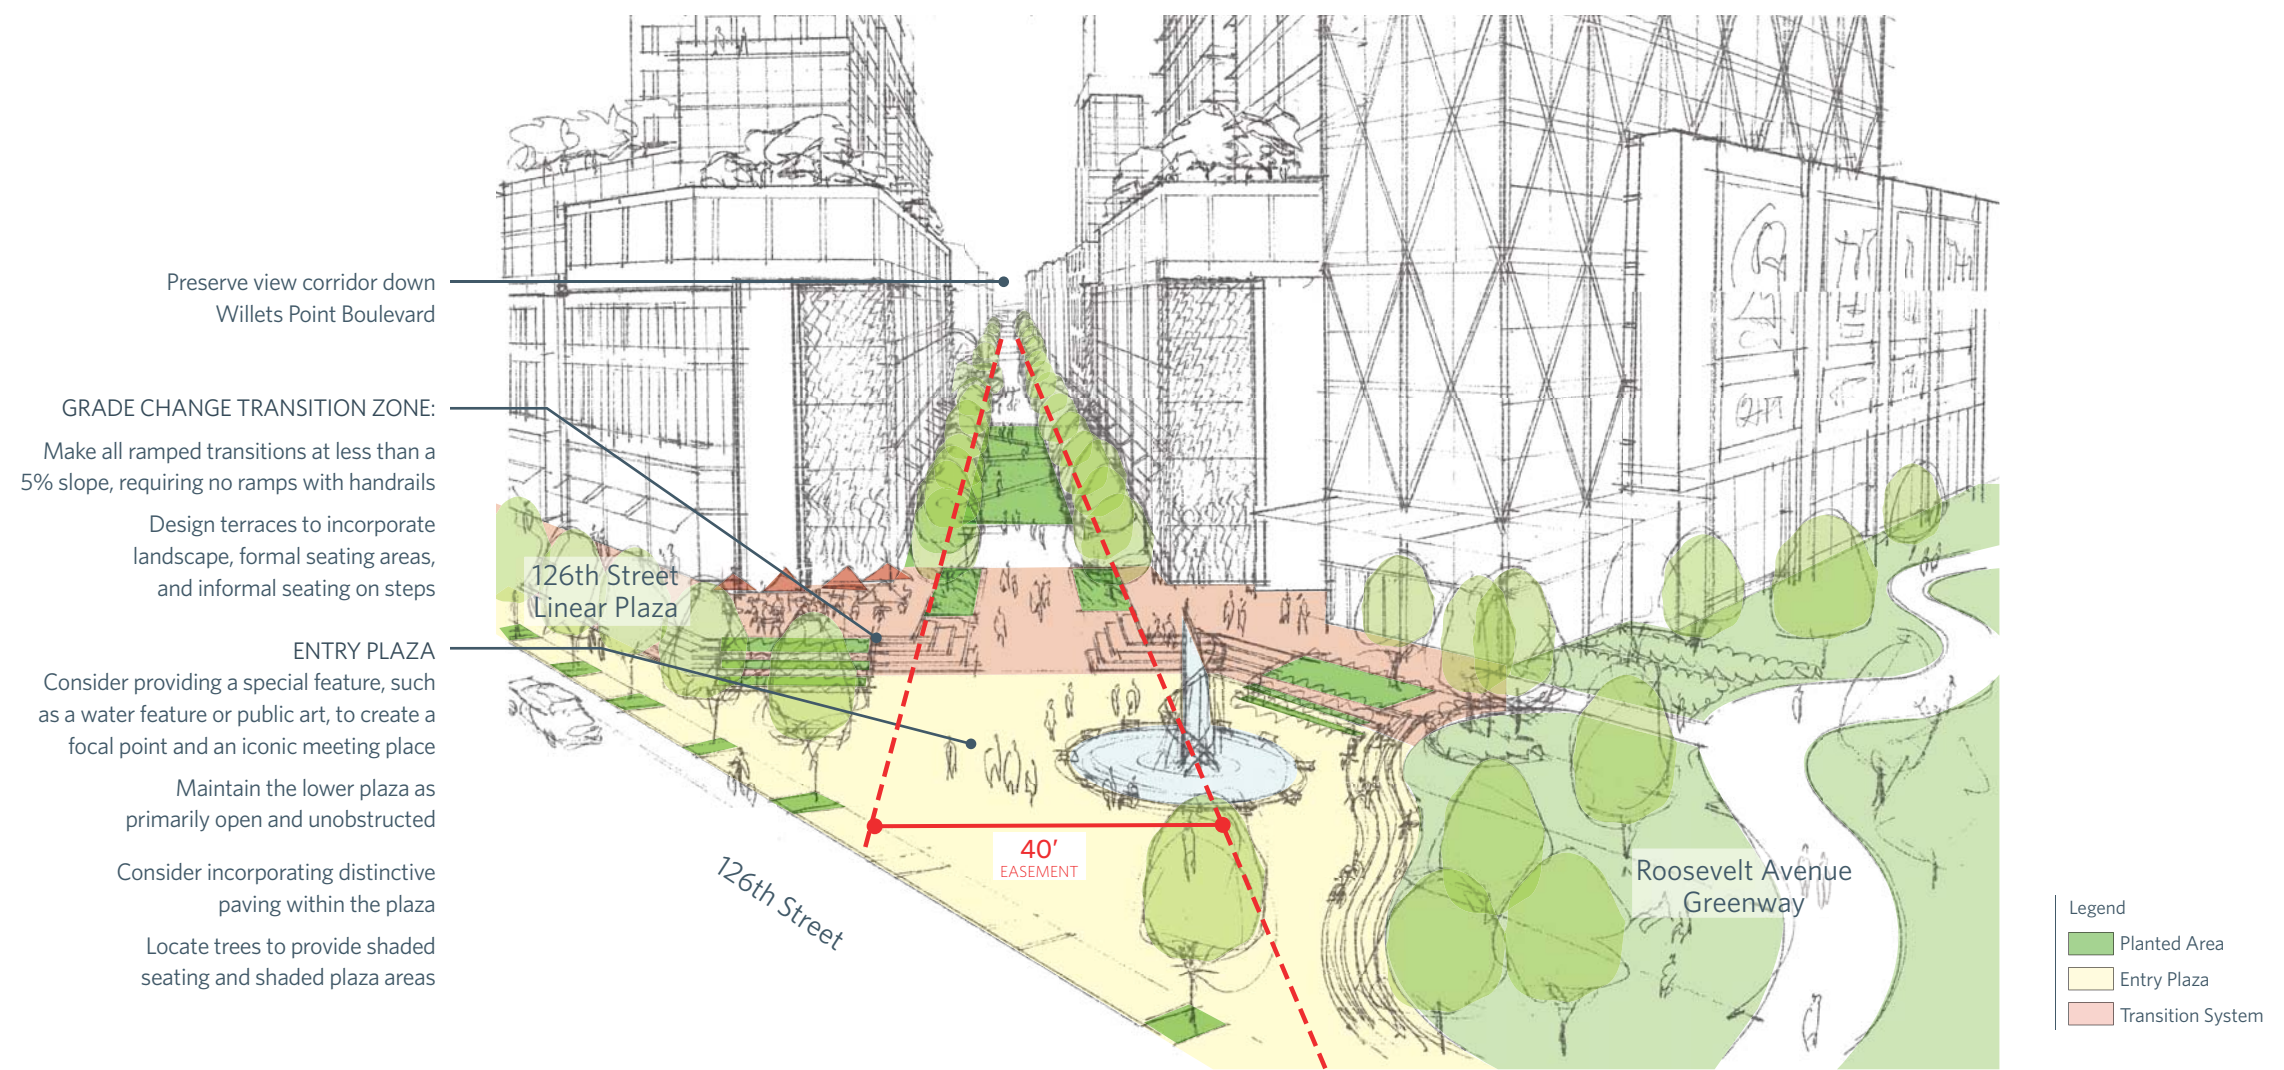 Preserve view corridor down
Willets Point Boulevard
GRADE CHANGE TRANSITION ZONE:
Make all ramped transitions at less than a
5% slope, requiring no ramps with handrails
Design terraces to incorporate
landscape, formal seating areas,
and informal seating on steps
ENTRY PLAZA
Consider providing a special feature, such
as a water feature or public art, to create a
focal point and an iconic meeting place
Maintain the lower plaza as
primarily open and unobstructed
Consider incorporating distinctive
paving within the plaza
Locate trees to provide shaded
seating and shaded plaza areas
126th Street
Linear Plaza
40’
EASEMENT
126th Street
Roosevelt Avenue
Greenway
Legend
Planted Area
Entry Plaza
Transition System